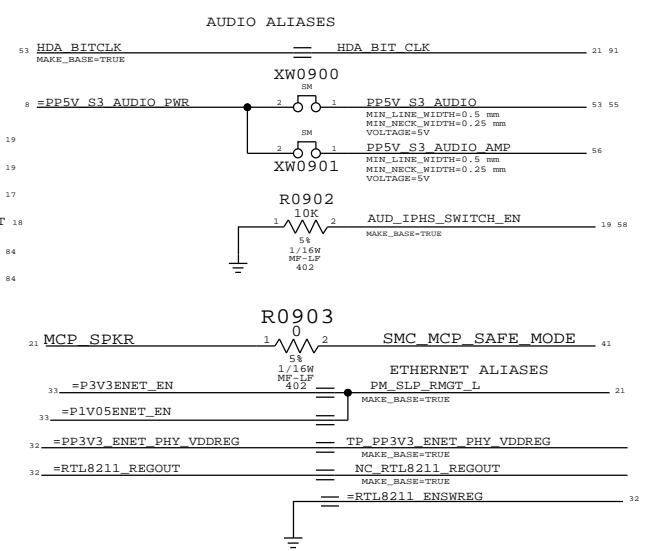 AUDIO ALIASES
53 HDA_BITCLK HDA_BIT_CLK 21 91
MAKE_BASE=TRUE
XW0900
SM
8 =PP5V_S3_AUDIO_PWR 2 1 PP5V_S3_AUDIO 53 55
MIN_LINE_WIDTH=0.5 mm
MIN_NECK_WIDTH=0.25 mm
VOLTAGE=5V
19
SM
2 1 PP5V_S3_AUDIO_AMP 56
XW0901
MIN_LINE_WIDTH=0.5 mm
MIN_NECK_WIDTH=0.25 mm
VOLTAGE=5V
19
17
R0902
10K
T 18
1 2 AUD_IPHS_SWITCH_EN 19 58
MAKE_BASE=TRUE
5%
1/16W
MF-LF
402
84
84
R0903
0
21 MCP_SPKR 1 2 SMC_MCP_SAFE_MODE 41
5%
1/16W
MF-LF
402
ETHERNET ALIASES
33 =P3V3ENET_EN PM_SLP_RMGT_L 21
MAKE_BASE=TRUE
33 =P1V05ENET_EN
32 =PP3V3_ENET_PHY_VDDREG TP_PP3V3_ENET_PHY_VDDREG
MAKE_BASE=TRUE
32 =RTL8211_REGOUT NC_RTL8211_REGOUT
MAKE_BASE=TRUE
=RTL8211_ENSWREG 32